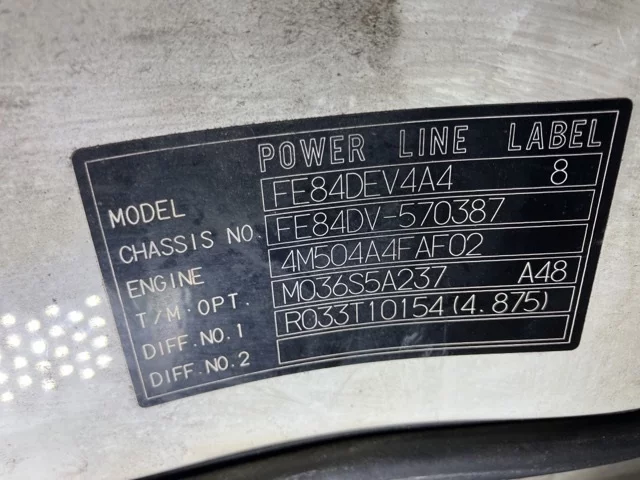 POWER LINE LABEL
MODEL FE84DEV4A4 8
CHASSIS NO. FE84DV-570387
ENGINE 4M504A4FAF02
T/M·OPT. M036S5A237 A48
DIFF.NO.1 R033T10154(4.875)
DIFF.NO.2